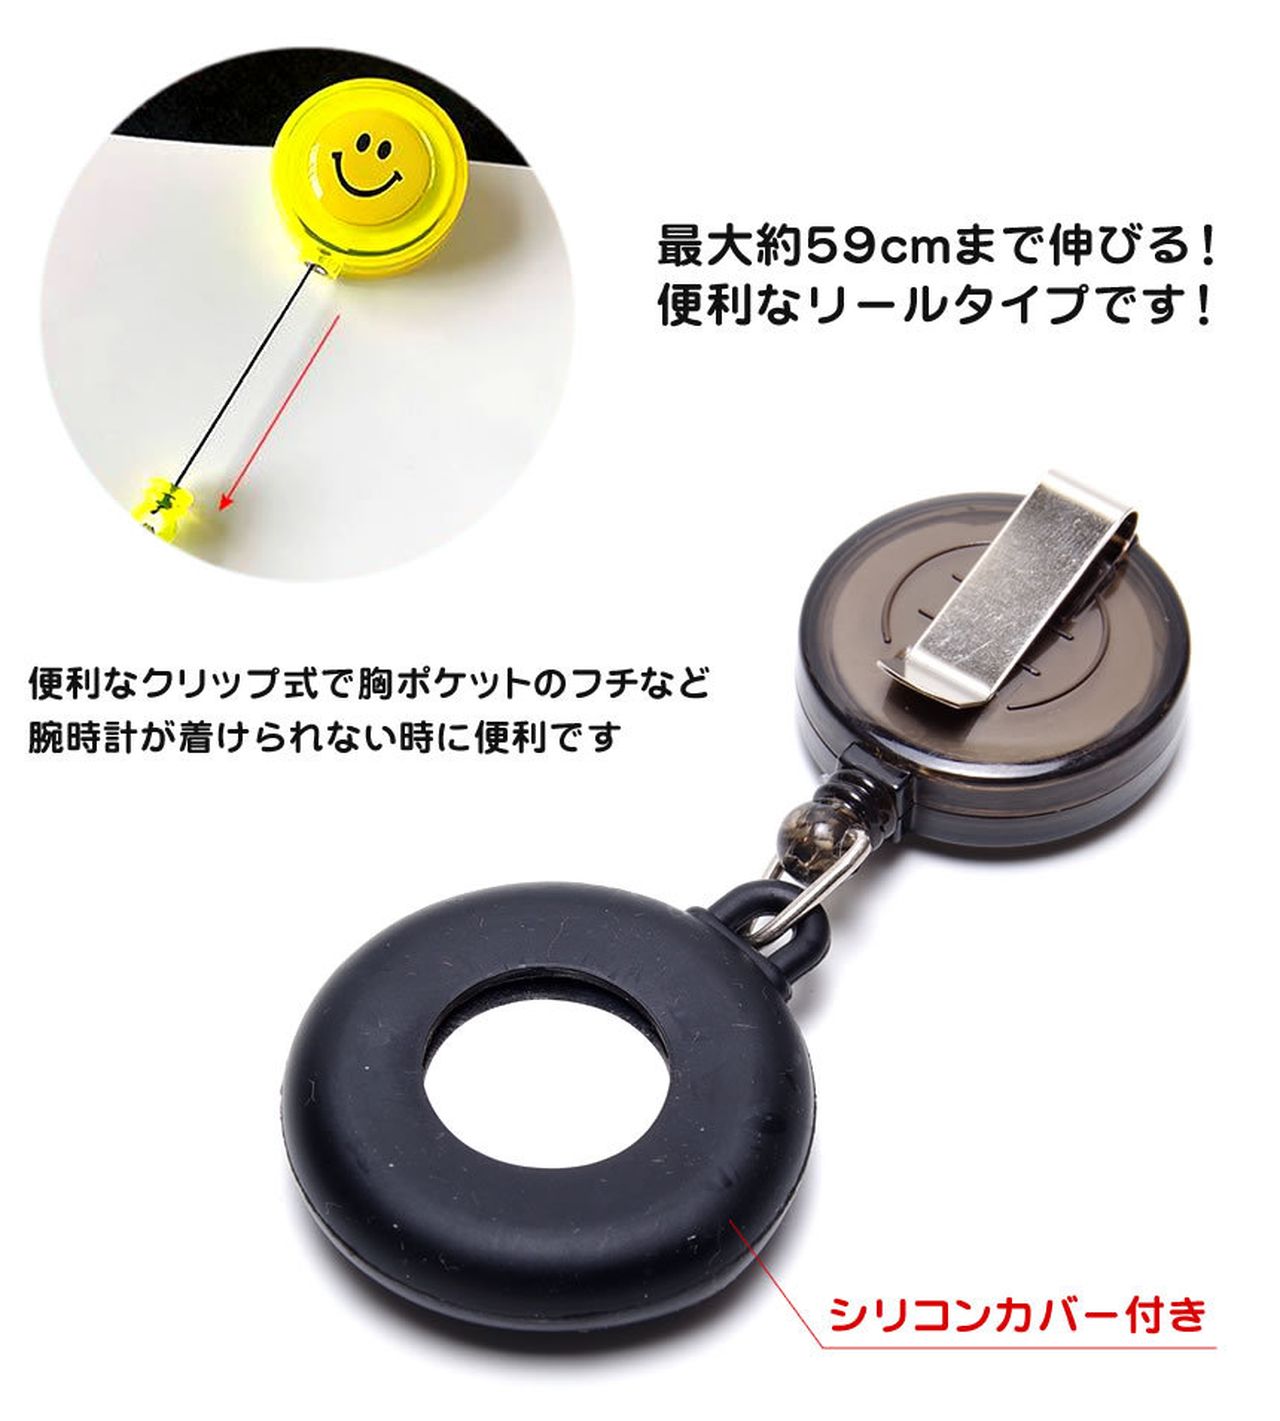 最大約59cmまで伸びる！
便利なリールタイプです！
便利なクリップ式で胸ポケットのフチなど
腕時計が着けられない時に便利です
シリコンカバー付き